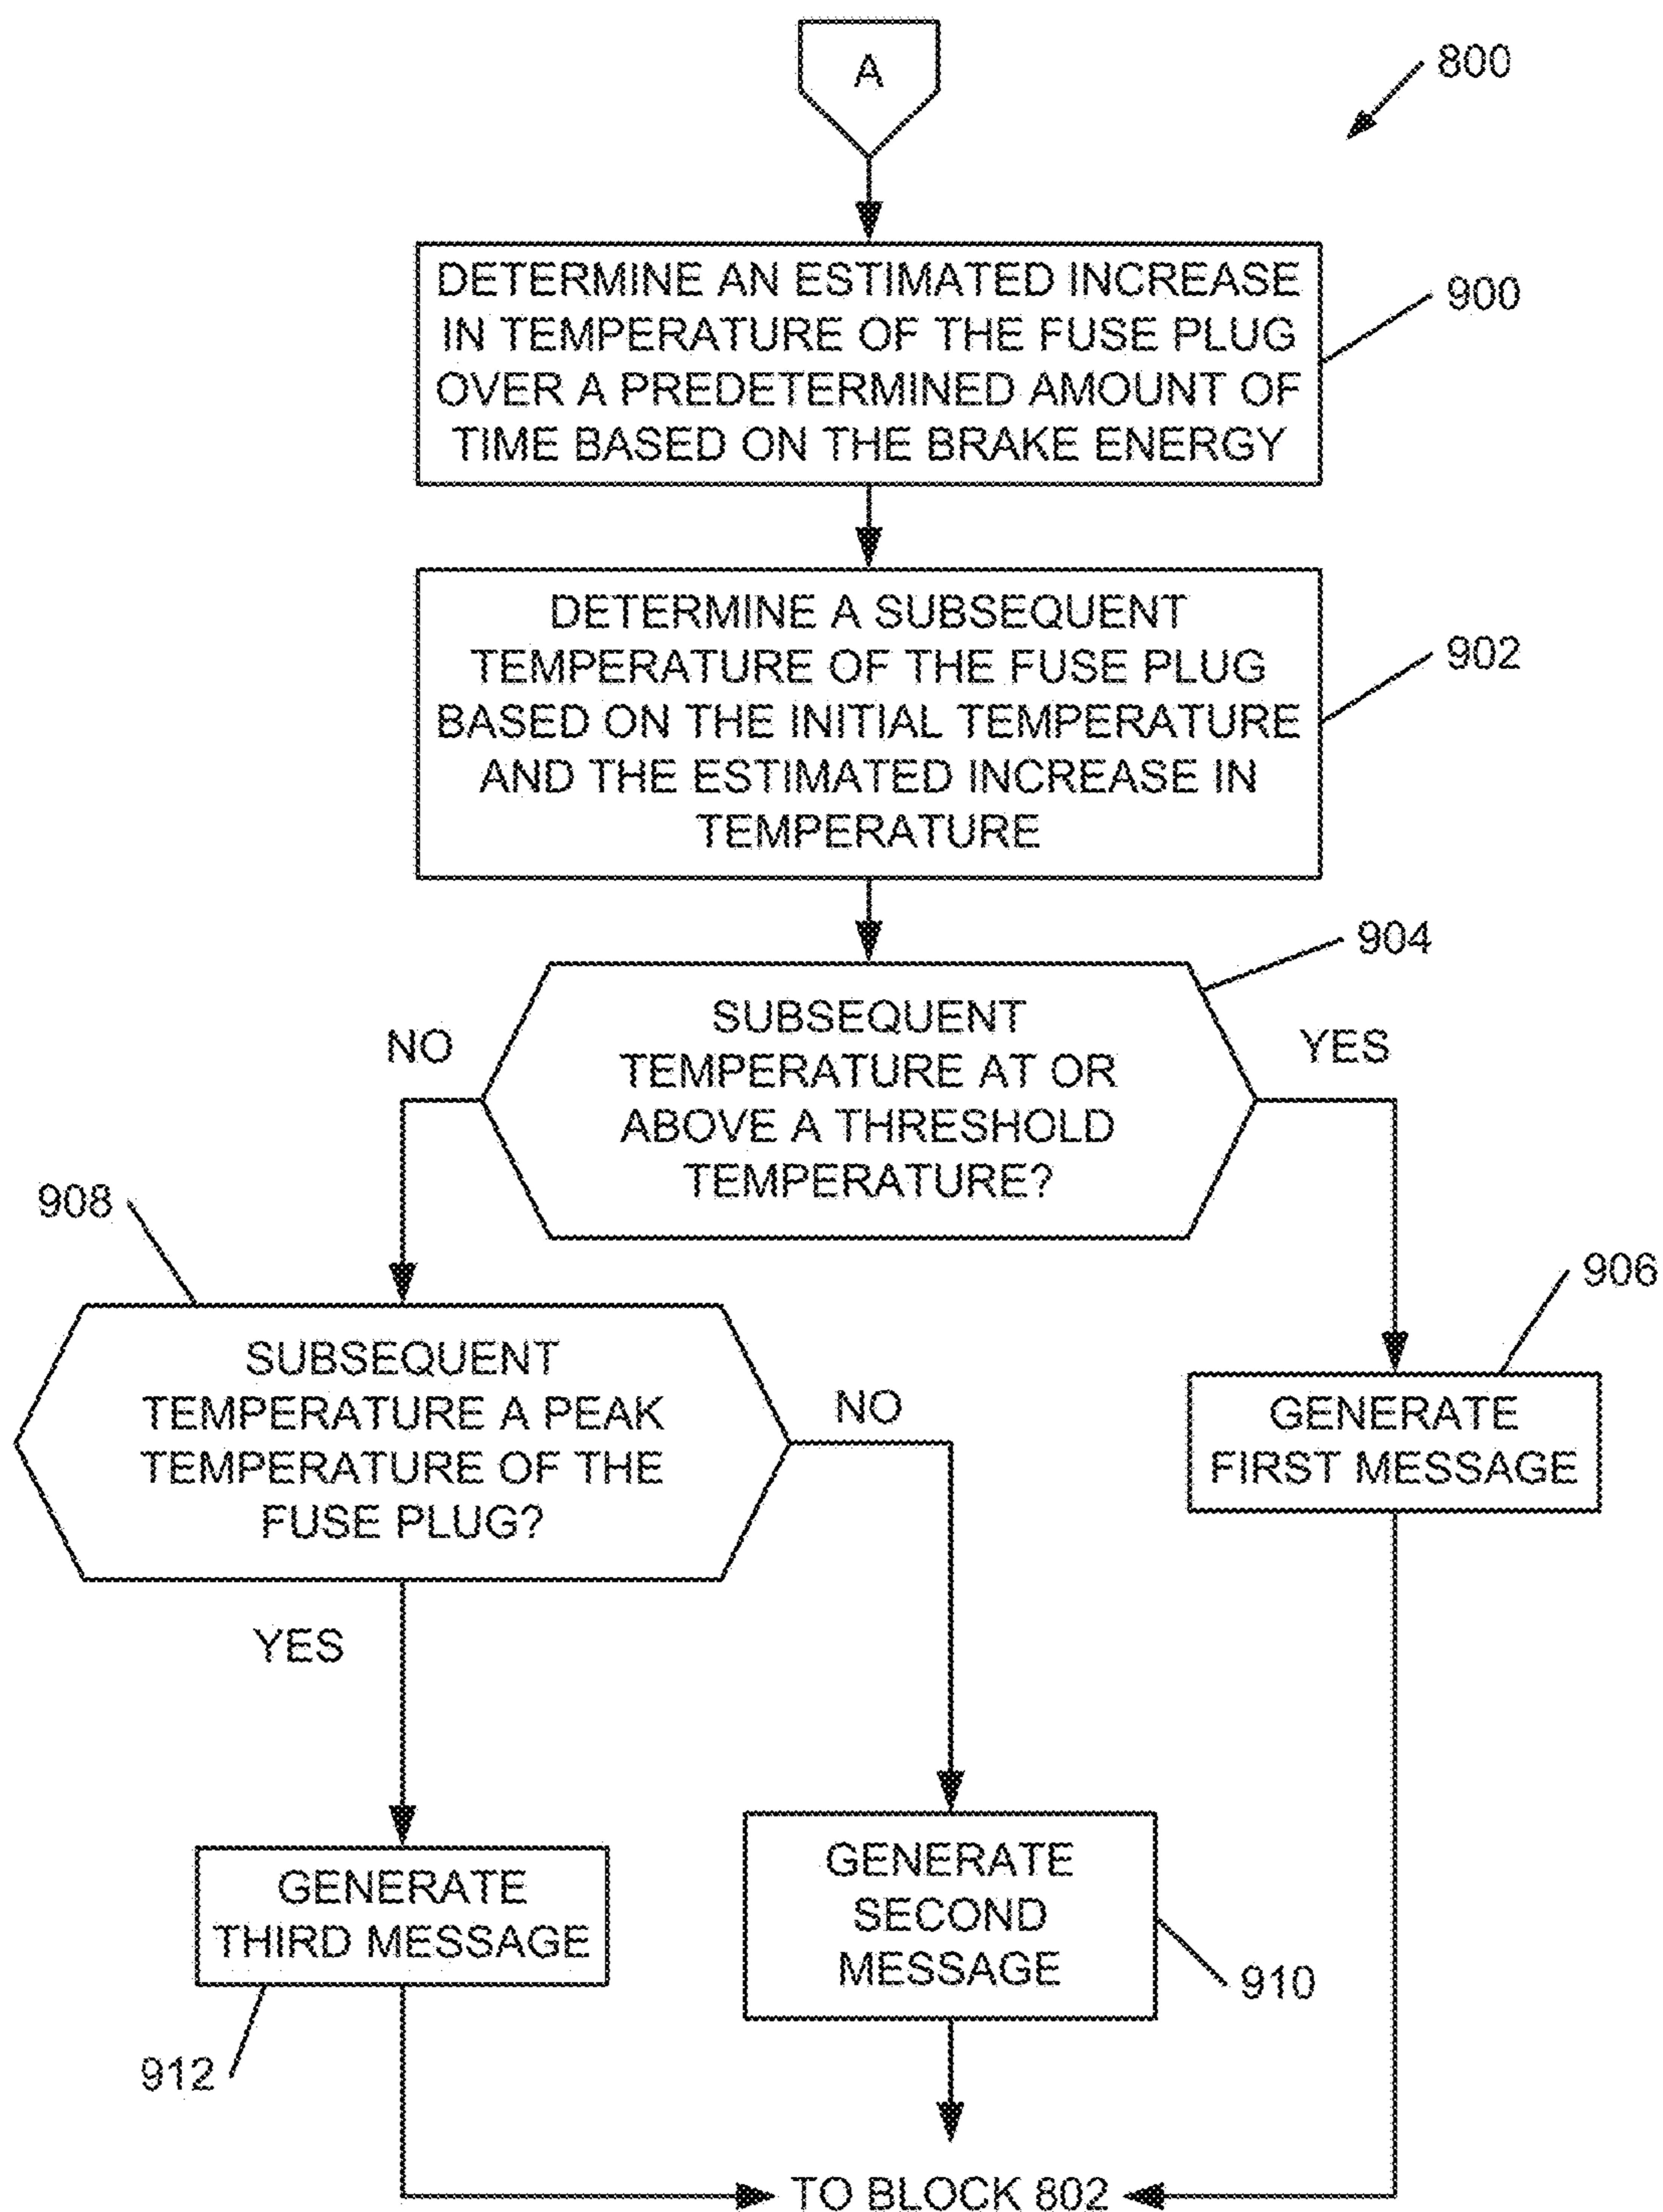 A
800
DETERMINE AN ESTIMATED INCREASE
IN TEMPERATURE OF THE FUSE PLUG
OVER A PREDETERMINED AMOUNT OF
TIME BASED ON THE BRAKE ENERGY
900
DETERMINE A SUBSEQUENT
TEMPERATURE OF THE FUSE PLUG
BASED ON THE INITIAL TEMPERATURE
AND THE ESTIMATED INCREASE IN
TEMPERATURE
902
904
SUBSEQUENT
TEMPERATURE AT OR
ABOVE A THRESHOLD
TEMPERATURE?
NO
YES
908
906
SUBSEQUENT
TEMPERATURE A PEAK
TEMPERATURE OF THE
FUSE PLUG?
NO
GENERATE
FIRST MESSAGE
YES
GENERATE
THIRD MESSAGE
GENERATE
SECOND
MESSAGE
910
912
TO BLOCK 802